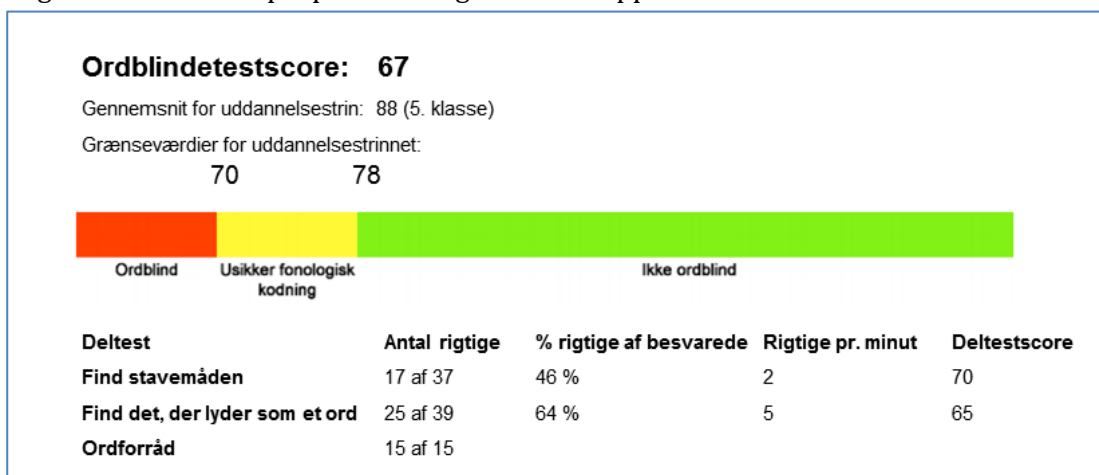 Ordblindetestscore: 67
Gennemsnit for uddannelsestrin: 88 (5. klasse)
Grænseværdier for uddannelsestrinnet:
70 78
Ordblind Usikker fonologisk Ikke ordblind
kodning
Deltest Antal rigtige % rigtige af besvarede Rigtige pr. minut Deltestscore
Find stavemåden 17 af 37 46 % 2 70
Find det, der lyder som et ord 25 af 39 64 % 5 65
Ordforråd 15 af 15